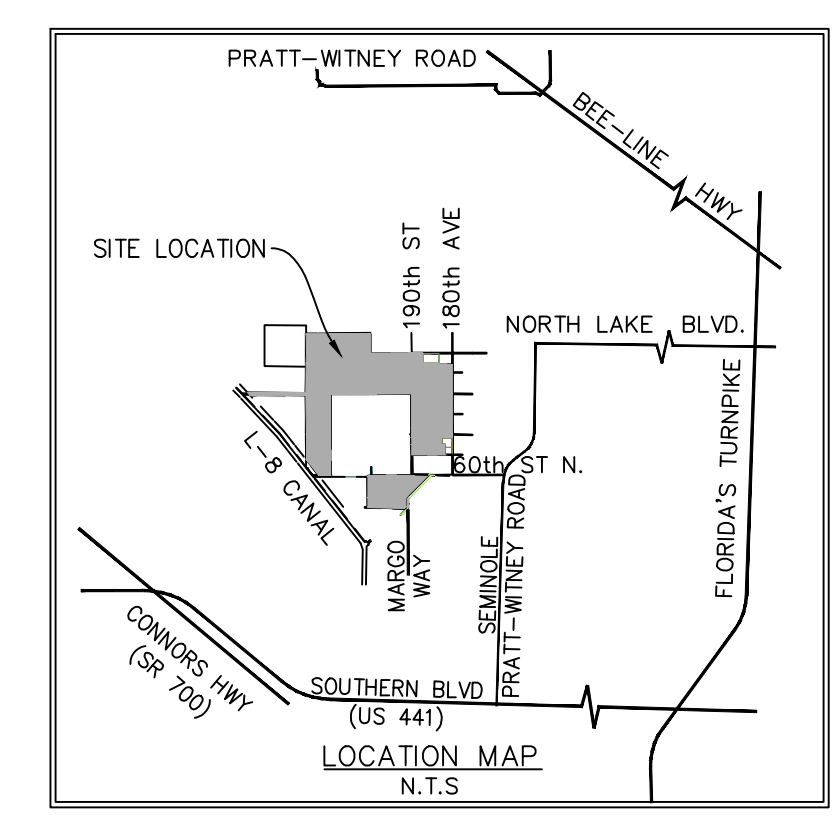 PRATT-WITNEY ROAD
BEE-LINE
HWY
SITE LOCATION
190th ST
180th AVE
NORTH LAKE BLVD.
FLORIDA'S TURNPIKE
L-8 CANAL
60th ST N.
MARGO
WAY
SEMINOLE
PRATT-WITNEY ROAD
CONNORS HWY
(SR 700)
SOUTHERN BLVD
(US 441)
LOCATION MAP
N.T.S